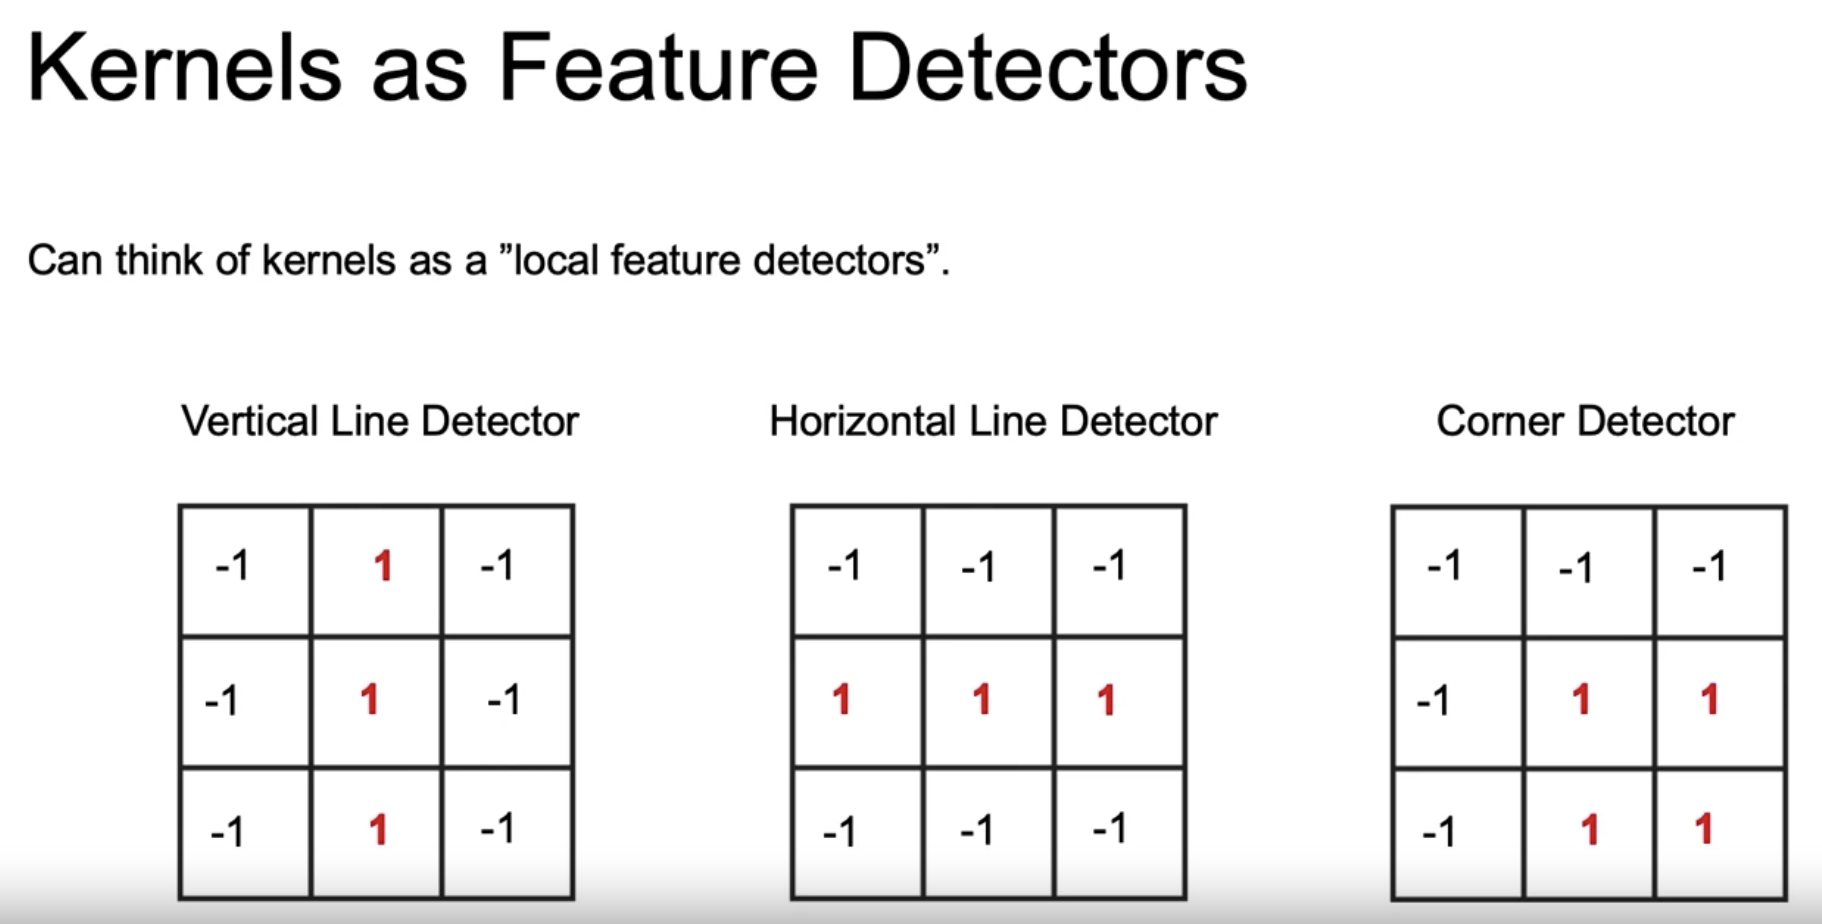 Kernels as Feature Detectors
Can think of kernels as a ”local feature detectors”.
Vertical Line Detector
-1 1 -1
-1 1 -1
-1 1 -1
Horizontal Line Detector
-1 -1 -1
1 1 1
-1 -1 -1
Corner Detector
-1 -1 -1
-1 1 1
-1 1 1